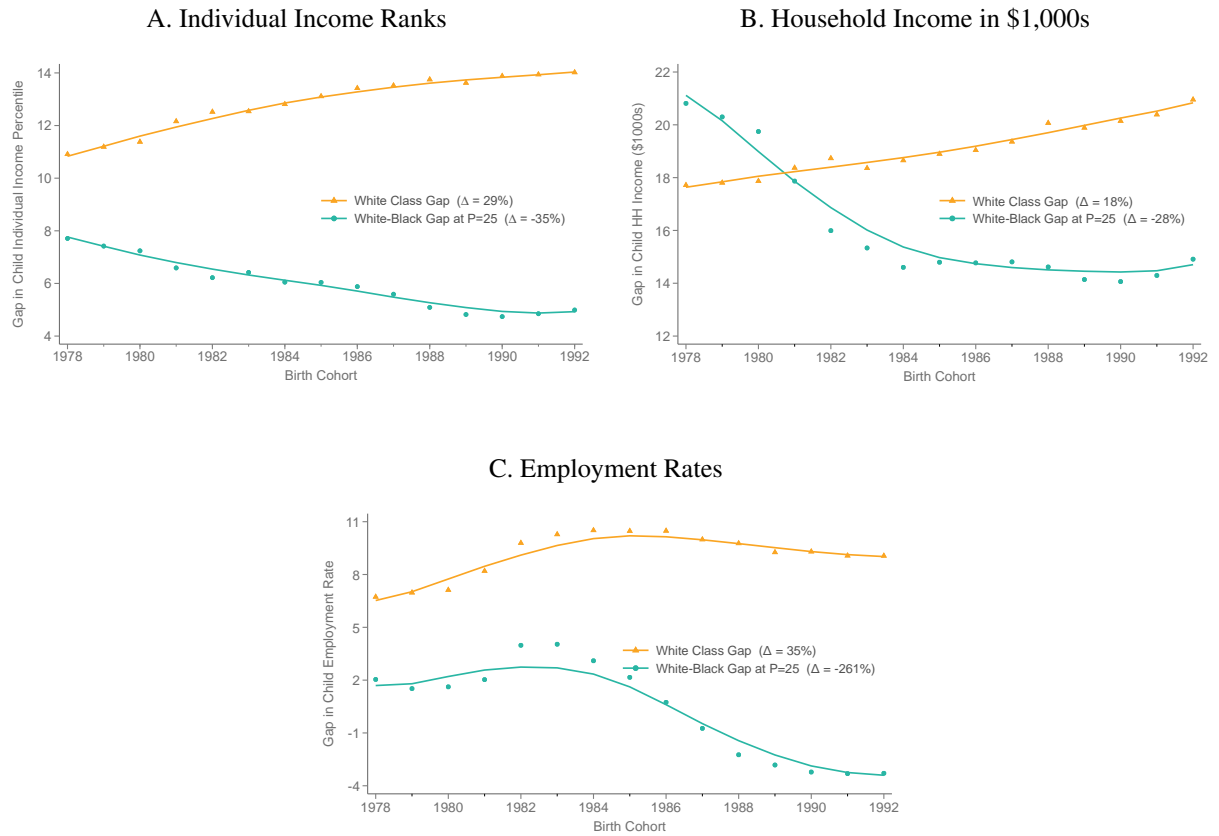 A. Individual Income Ranks
Gap in Child Individual Income Percentile
14
12
10
8
6
4
White Class Gap (Δ = 29%)
White-Black Gap at P=25 (Δ = -35%)
1978 1980 1982 1984 1986 1988 1990 1992
Birth Cohort
B. Household Income in $1,000s
Gap in Child HH Income ($1000s)
22
20
18
16
14
12
White Class Gap (Δ = 18%)
White-Black Gap at P=25 (Δ = -28%)
1978 1980 1982 1984 1986 1988 1990 1992
Birth Cohort
C. Employment Rates
Gap in Child Employment Rate
11
8
5
2
-1
-4
White Class Gap (Δ = 35%)
White-Black Gap at P=25 (Δ = -261%)
1978 1980 1982 1984 1986 1988 1990 1992
Birth Cohort